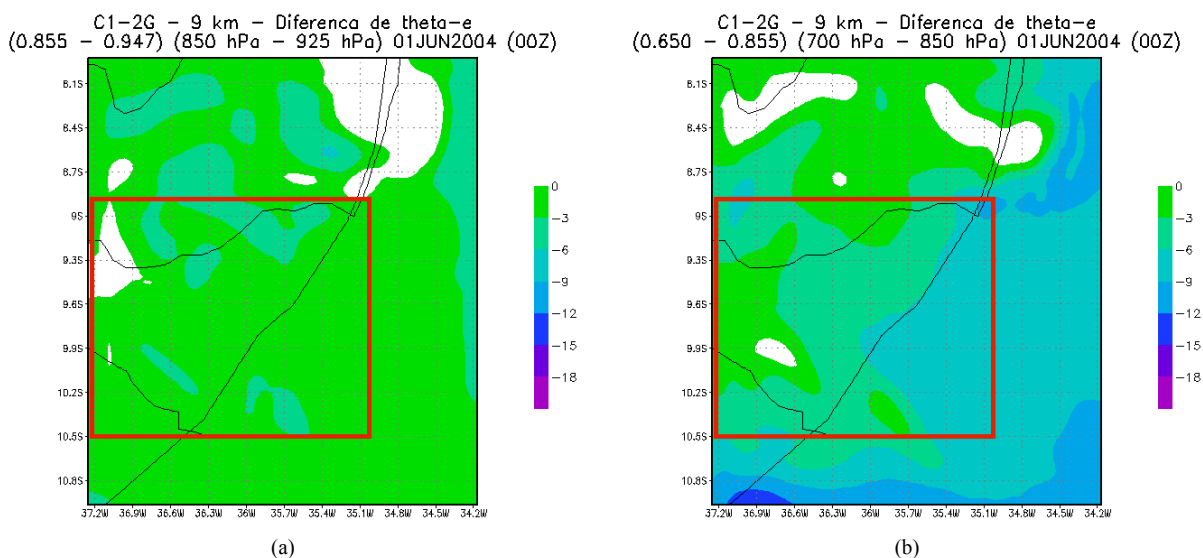 C1-2G - 9 km - Diferenca de theta-e
(0.855 - 0.947) (850 hPa - 925 hPa) 01JUN2004 (00Z)
8.1S
8.4S
8.7S
9S
9.3S
9.6S
9.9S
10.2S
10.5S
10.8S
37.2W 36.9W 36.6W 36.3W 36W 35.7W 35.4W 35.1W 34.8W 34.5W 34.2W
0
-3
-6
-9
-12
-15
-18
(a)
C1-2G - 9 km - Diferenca de theta-e
(0.650 - 0.855) (700 hPa - 850 hPa) 01JUN2004 (00Z)
8.1S
8.4S
8.7S
9S
9.3S
9.6S
9.9S
10.2S
10.5S
10.8S
37.2W 36.9W 36.6W 36.3W 36W 35.7W 35.4W 35.1W 34.8W 34.5W 34.2W
0
-3
-6
-9
-12
-15
-18
(b)